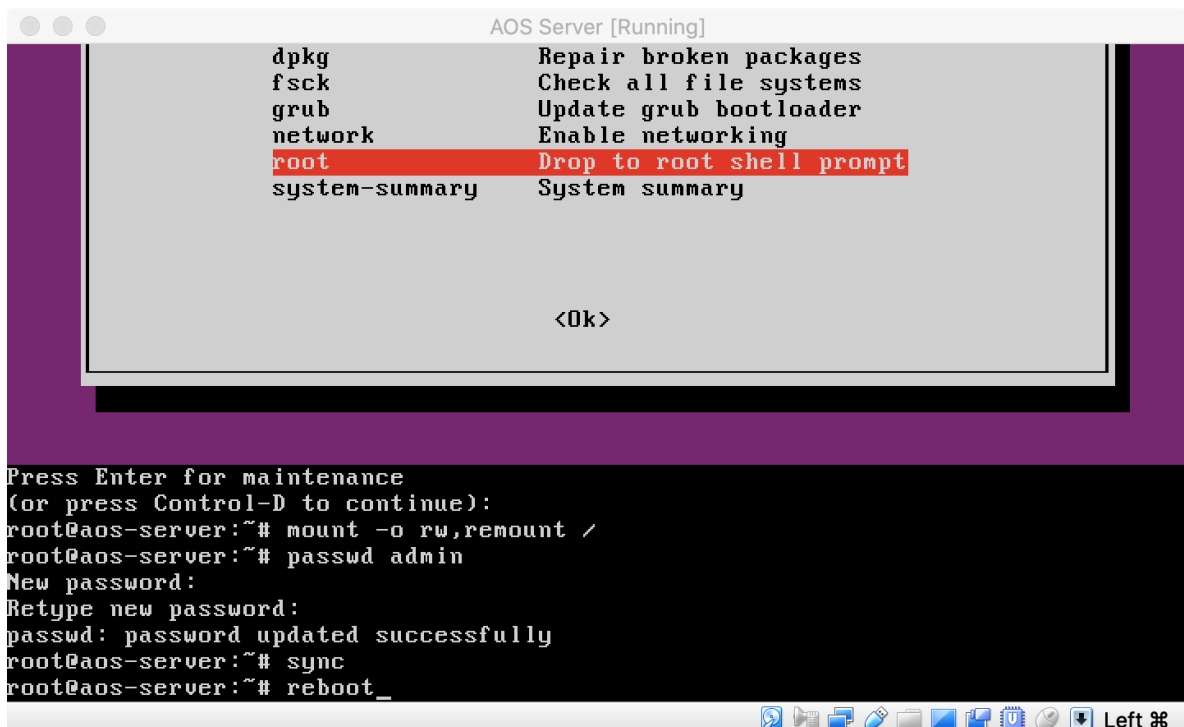 AOS Server [Running]
dpkg Repair broken packages
fsck Check all file systems
grub Update grub bootloader
network Enable networking
root Drop to root shell prompt
system-summary System summary
<Ok>
Press Enter for maintenance
(or press Control-D to continue):
root@aos-server:~# mount -o rw,remount /
root@aos-server:~# passwd admin
New password:
Retype new password:
passwd: password updated successfully
root@aos-server:~# sync
root@aos-server:~# reboot_
Left ⌘